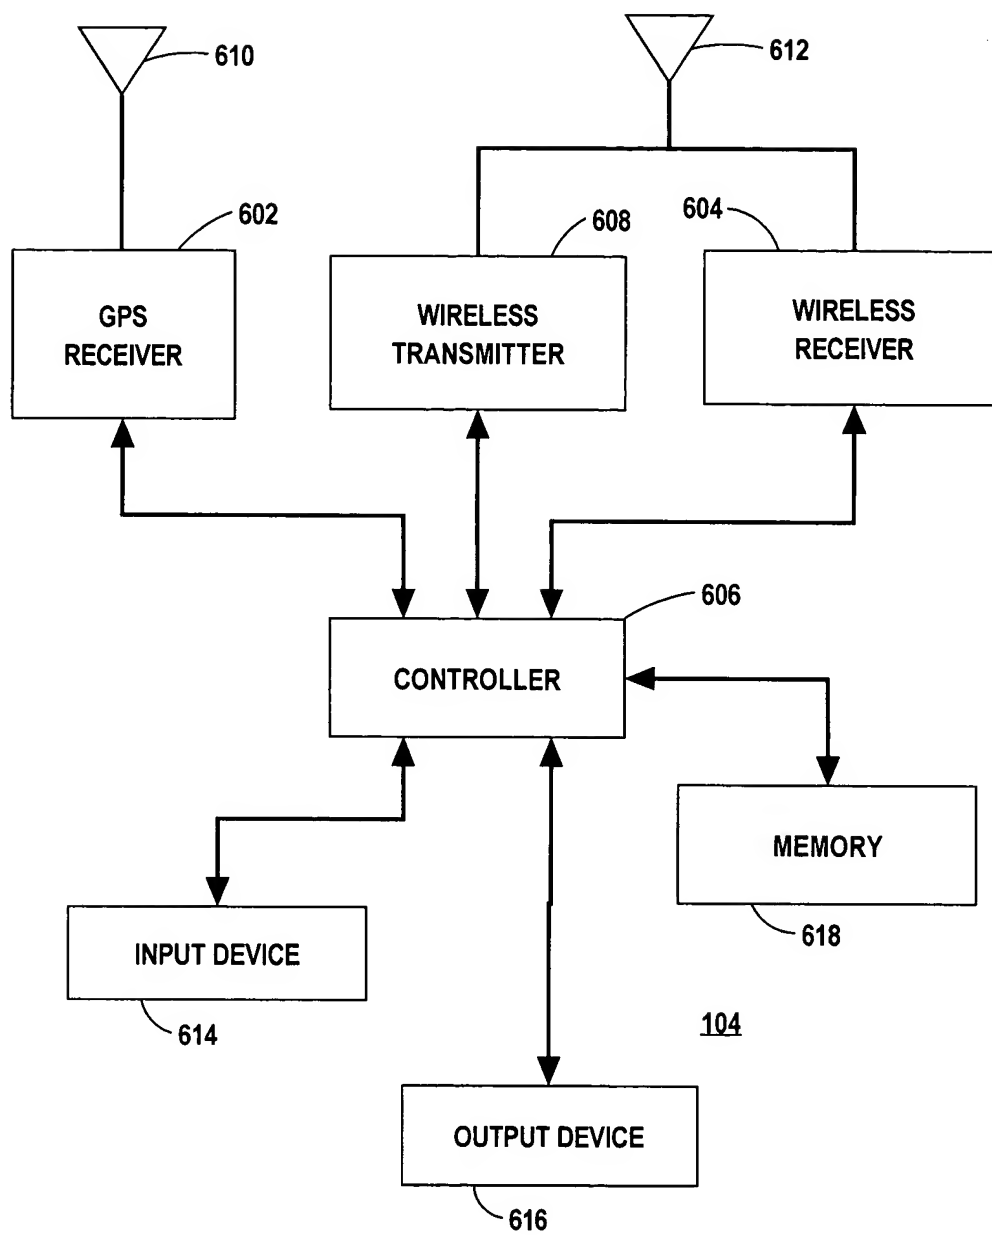 610
612
602
608
604
GPS
RECEIVER
WIRELESS
TRANSMITTER
WIRELESS
RECEIVER
606
CONTROLLER
MEMORY
618
INPUT DEVICE
614
104
OUTPUT DEVICE
616